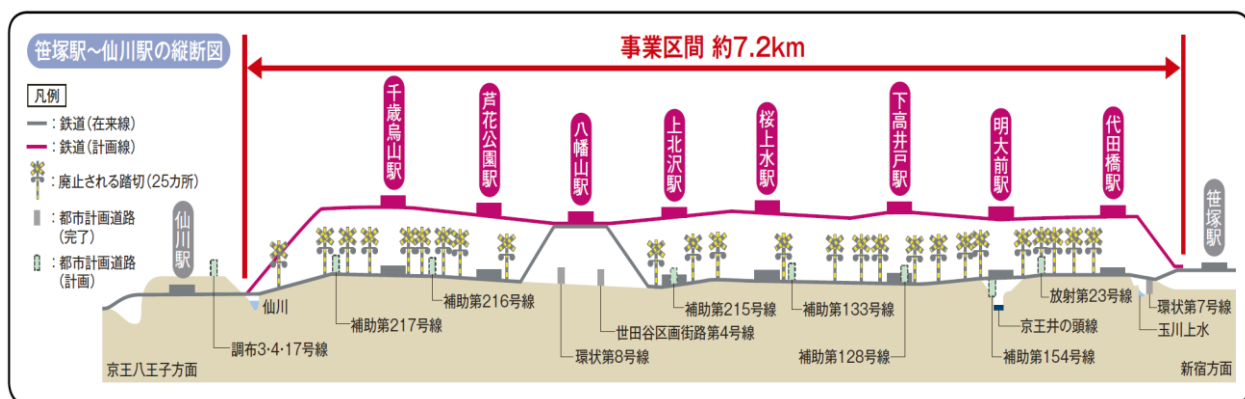 笹塚駅〜仙川駅の縦断図
事業区間 約7.2km
凡例
：鉄道(在来線)
：鉄道(計画線)
：廃止される踏切(25カ所)
：都市計画道路
(完了)
：都市計画道路
(計画)
仙川駅
千歳烏山駅
芦花公園駅
八幡山駅
上北沢駅
桜上水駅
下高井戸駅
明大前駅
代田橋駅
笹塚駅
仙川
調布3・4・17号線
補助第217号線
補助第216号線
環状第8号線
世田谷区画街路第4号線
補助第215号線
補助第133号線
補助第128号線
補助第154号線
京王井の頭線
放射第23号線
玉川上水
環状第7号線
京王八王子方面
新宿方面